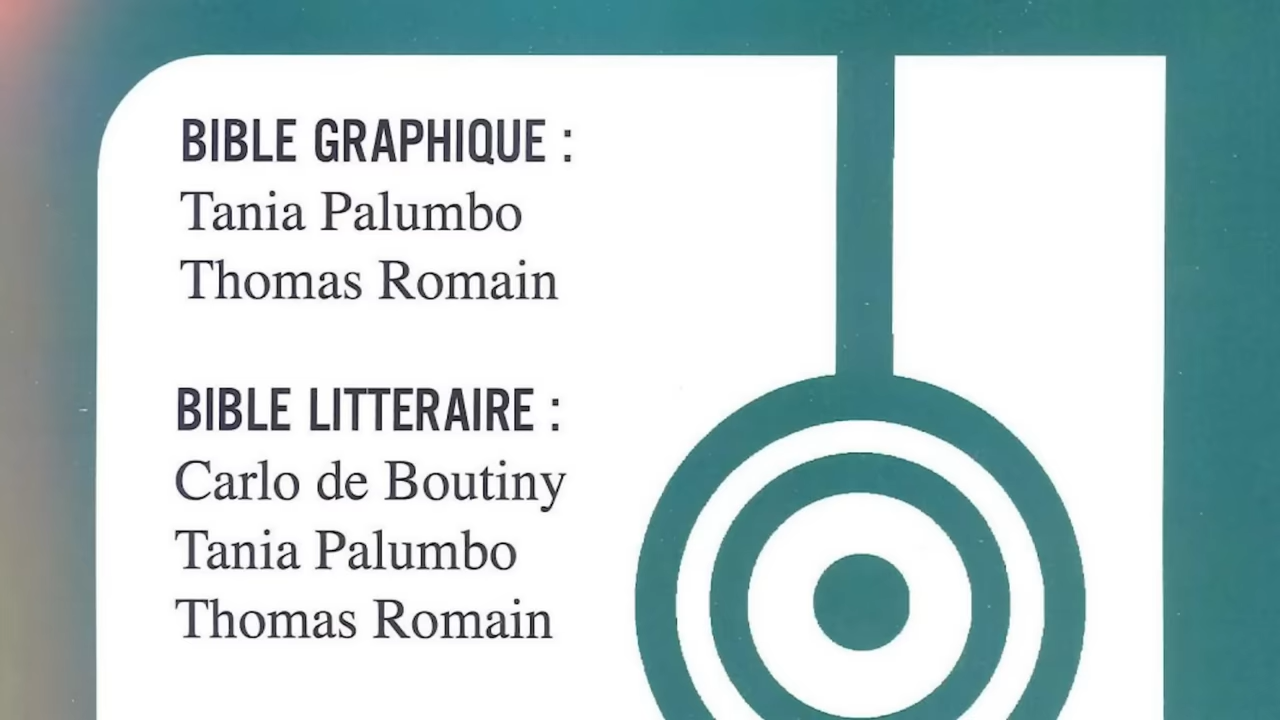 BIBLE GRAPHIQUE :
Tania Palumbo
Thomas Romain
BIBLE LITTERAIRE :
Carlo de Boutiny
Tania Palumbo
Thomas Romain